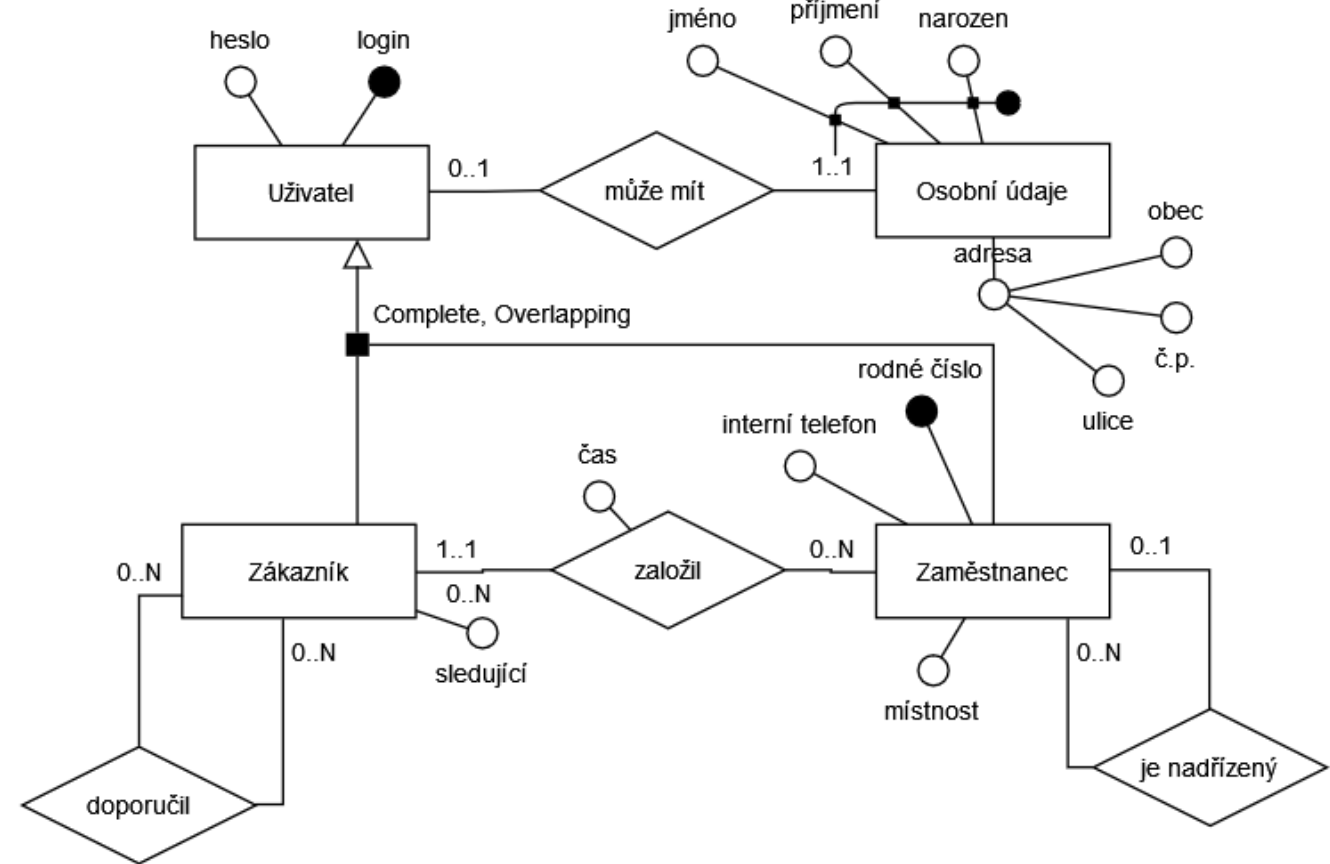 jméno
příjmení
narozen
heslo
login
Uživatel
0..1
může mít
1..1
Osobní údaje
obec
adresa
č.p.
ulice
Complete, Overlapping
rodné číslo
interní telefon
čas
0..N
Zákazník
1..1
0..N
založil
0..N
Zaměstnanec
0..1
0..N
sledující
0..N
místnost
doporučil
je nadřízený